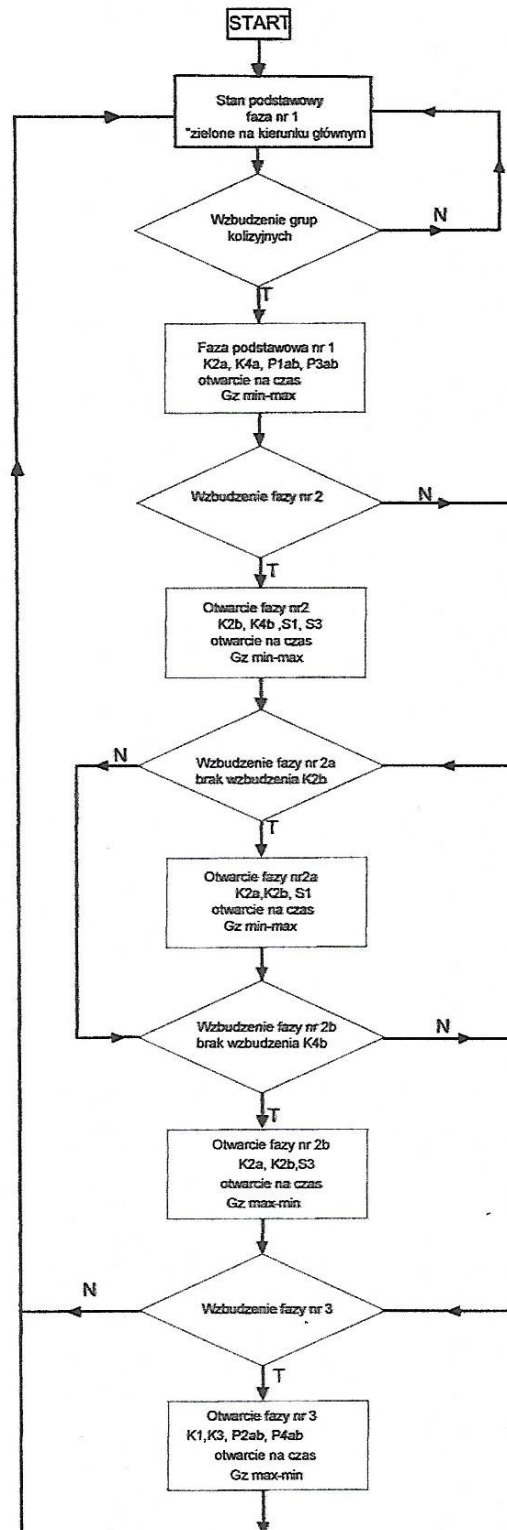 START
Stan podstawowy
faza nr 1
"zielone na kierunku głównym
Wzbudzenie grup
kolizyjnych
N
T
Faza podstawowa nr 1
K2a, K4a, P1ab, P3ab
otwarcie na czas
Gz min-max
Wzbudzenie fazy nr 2
N
T
Otwarcie fazy nr2
K2b, K4b ,S1, S3
otwarcie na czas
Gz min-max
Wzbudzenie fazy nr 2a
brak wzbudzenia K2b
N
T
Otwarcie fazy nr2a
K2a,K2b, S1
otwarcie na czas
Gz min-max
Wzbudzenie fazy nr 2b
brak wzbudzenia K4b
N
T
Otwarcie fazy nr 2b
K2a, K2b,S3
otwarcie na czas
Gz max-min
Wzbudzenie fazy nr 3
N
T
Otwarcie fazy nr 3
K1,K3, P2ab, P4ab
otwarcie na czas
Gz max-min